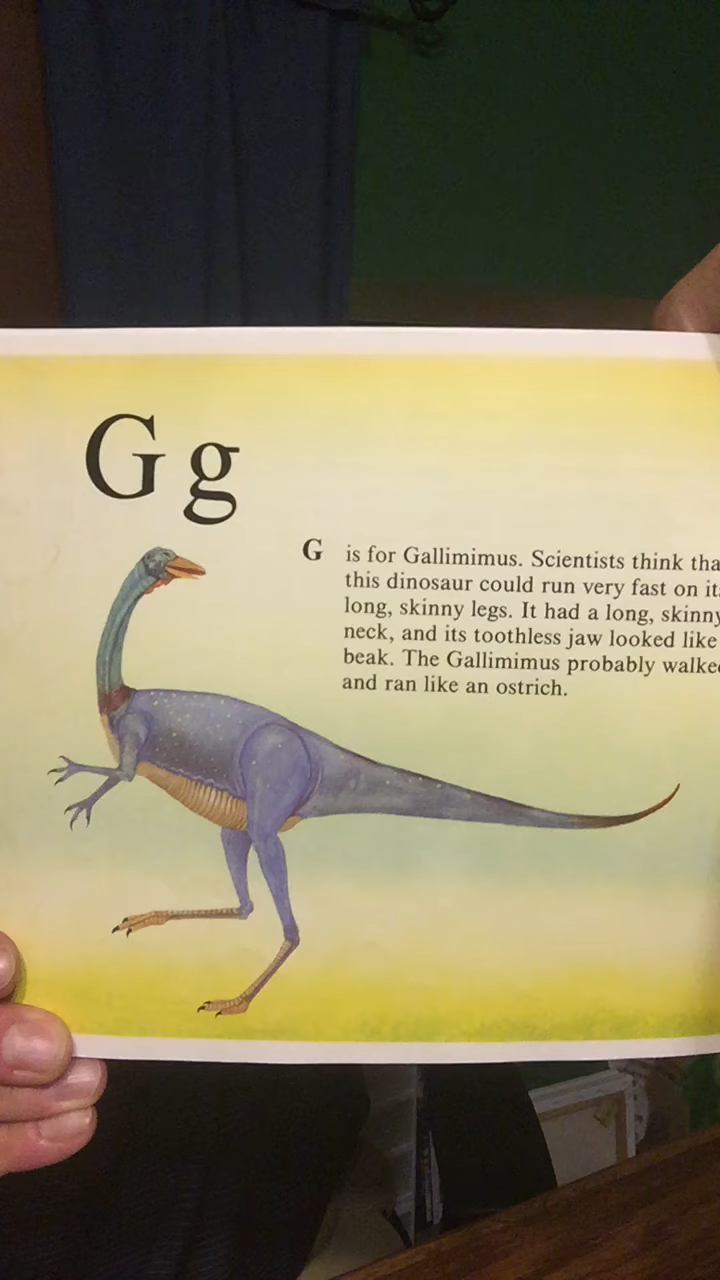 G g
G is for Gallimimus. Scientists think tha
this dinosaur could run very fast on it
long, skinny legs. It had a long, skinny
neck, and its toothless jaw looked like
beak. The Gallimimus probably walke
and ran like an ostrich.